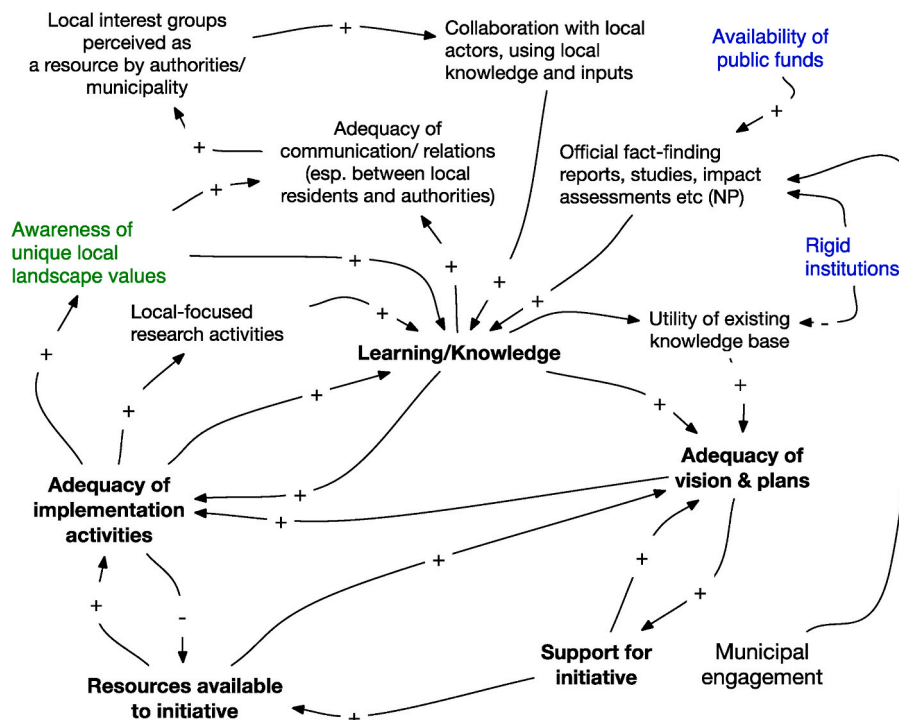 Local interest groups
perceived as
a resource by authorities/
municipality
+
Collaboration with local
actors, using local
knowledge and inputs
Availability of
public funds
+
+
Adequacy of
communication/ relations
(esp. between local
residents and authorities)
+
Official fact-finding
reports, studies, impact
assessments etc (NP)
Awareness of
unique local
landscape values
+
+
+
+
Rigid
institutions
Local-focused
research activities
+
Learning/Knowledge
Utility of existing
knowledge base
-
+
+
+
+
+
Adequacy of
implementation
activities
+
+
Adequacy of
vision & plans
+
-
+
+
+
Resources available
to initiative
+
Support for
initiative
Municipal
engagement